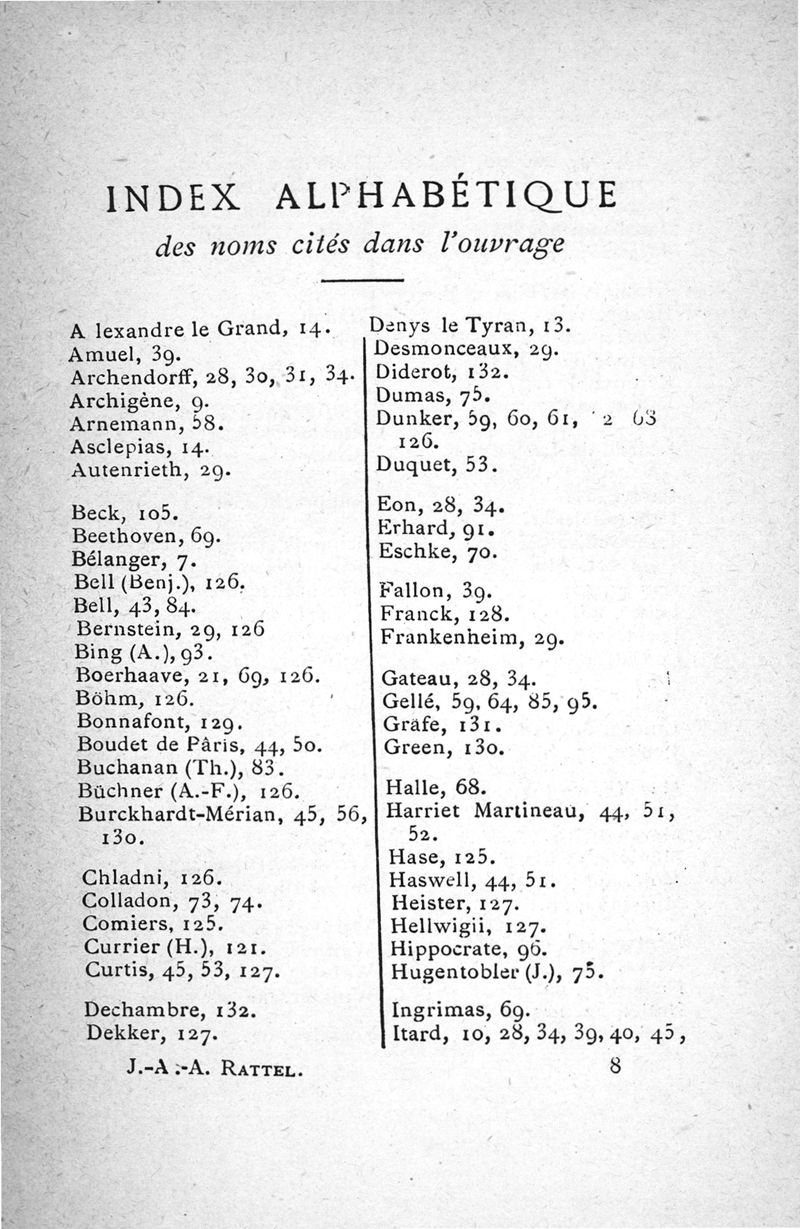 INDEX ALPHABÉTIQUE
des noms cités dans l'ouvrage
A lexandre le Grand, 14.
Amuel, 39.
Archendorff, 28, 30, 31, 34.
Archigène, 9.
Arnemann, 58.
Asclepias, 14.
Autenrieth, 29.
Beck, 105.
Beethoven, 69.
Bélanger, 7.
Bell (Benj.), 126.
Bell, 43, 84.
Bernstein, 29, 126
Bing (A.), 93.
Boerhaave, 21, 69, 126.
Böhm, 126.
Bonnafont, 129.
Boudet de Pâris, 44, 50.
Buchanan (Th.), 83.
Büchner (A.-F.), 126.
Burckhardt-Mérian, 45, 56,
130.
Chladni, 126.
Colladon, 73, 74.
Comiers, 125.
Currier (H.), 121.
Curtis, 45, 53, 127.
Dechambre, 132.
Dekker, 127.
Denys le Tyran, 13.
Desmonceaux, 29.
Diderot, 132.
Dumas, 75.
Dunker, 59, 60, 61, 2 63
126.
Duquet, 53.
Eon, 28, 34.
Erhard, 91.
Eschke, 70.
Fallon, 39.
Franck, 128.
Frankenheim, 29.
Gateau, 28, 34.
Gellé, 59, 64, 85, 95.
Gräfe, 131.
Green, 130.
Halle, 68.
Harriet Martineau, 44, 51,
52.
Hase, 125.
Haswell, 44, 51.
Heister, 127.
Hellwigii, 127.
Hippocrate, 96.
Hugentobler (J.), 75.
Ingrimas, 69.
Itard, 10, 28, 34, 39, 40, 45,
J.-A.-A. RATTEL.
8